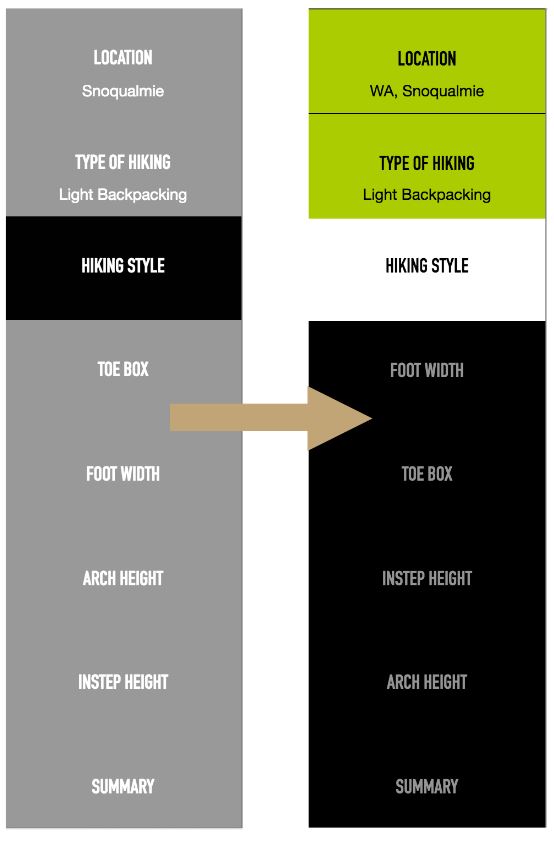 LOCATION
Snoqualmie
TYPE OF HIKING
Light Backpacking
HIKING STYLE
TOE BOX
FOOT WIDTH
ARCH HEIGHT
INSTEP HEIGHT
SUMMARY
LOCATION
WA, Snoqualmie
TYPE OF HIKING
Light Backpacking
HIKING STYLE
FOOT WIDTH
TOE BOX
INSTEP HEIGHT
ARCH HEIGHT
SUMMARY